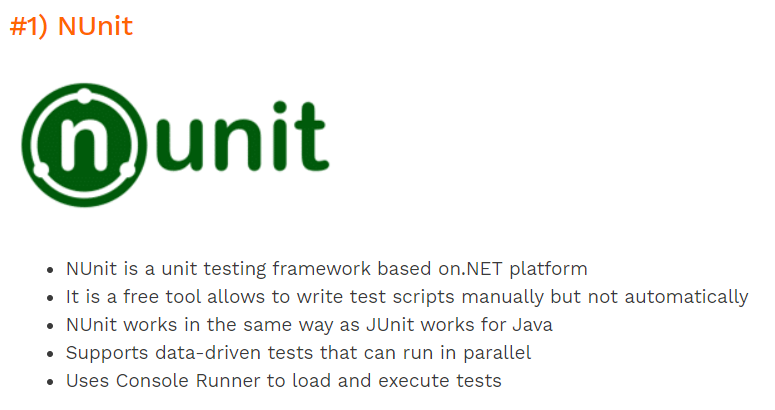 #1) NUnit
nunit
NUnit is a unit testing framework based on.NET platform
It is a free tool allows to write test scripts manually but not automatically
NUnit works in the same way as JUnit works for Java
Supports data-driven tests that can run in parallel
Uses Console Runner to load and execute tests